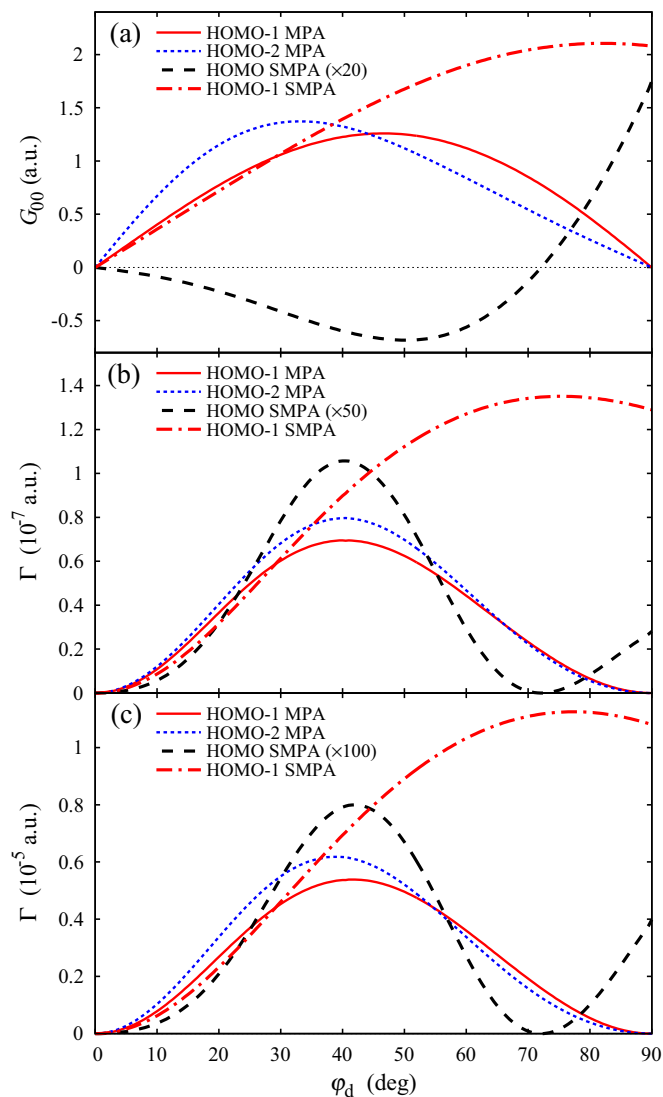 (a)
HOMO-1 MPA
HOMO-2 MPA
HOMO SMPA (×20)
HOMO-1 SMPA
G00 (a.u.)
2
1.5
1
0.5
0
-0.5
(b)
HOMO-1 MPA
HOMO-2 MPA
HOMO SMPA (×50)
HOMO-1 SMPA
Γ (10-7 a.u.)
1.4
1.2
1
0.8
0.6
0.4
0.2
0
(c)
HOMO-1 MPA
HOMO-2 MPA
HOMO SMPA (×100)
HOMO-1 SMPA
Γ (10-5 a.u.)
1
0.8
0.6
0.4
0.2
0
0 10 20 30 40 50 60 70 80 90
φd (deg)